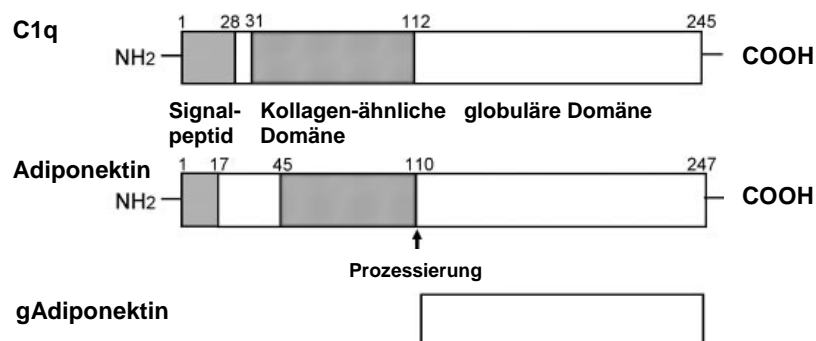 C1q
1 28 31 112 245
NH2 COOH
Signal- Kollagen-ähnliche globuläre Domäne
peptid Domäne
Adiponektin
1 17 45 110 247
NH2 COOH
Prozessierung
gAdiponektin